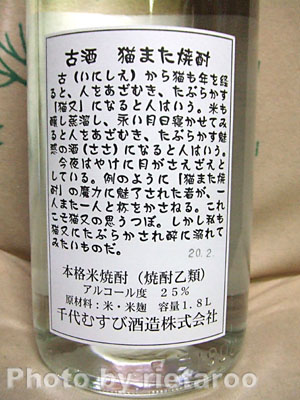 古酒 猫また焼酎
古(いにしえ)から猫も年を経
ると、人をあざむき、たぶらかす
「猫又」になると人はいう。米も
醸し蒸溜し、永い月日寝かせてみ
ると人をあざむき、たぶらかす魅
惑の酒(ささ)になると人はいう。
今夜はやけに月がさえざえとし
ている。例のように「猫また焼
酎」の魔力に魅了された者が、一
人また一人と杯をかさねる。これ
こそ猫又の思うつぼ。しかし私も
猫又にたぶらかされ酔に溺れて
みたいものだ。
20.2.
本格米焼酎(焼酎乙類)
アルコール度 25%
原材料:米・米麹 容量1.8L
千代むすび酒造株式会社
Photo by rietaroo